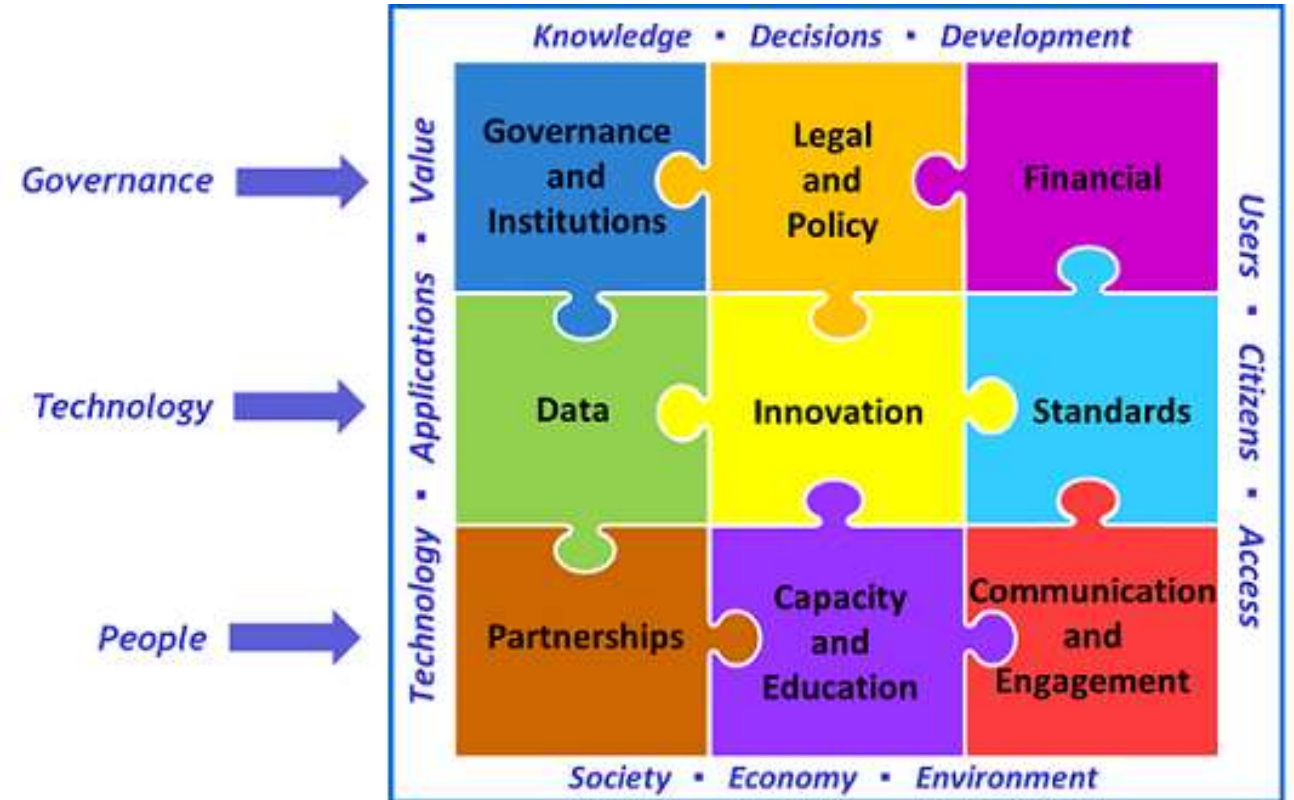 Knowledge ▪ Decisions ▪ Development
Governance
Technology ▪ Applications ▪ Value
Governance
and
Institutions
Legal
and
Policy
Financial
Users ▪ Citizens ▪ Access
Technology
Data
Innovation
Standards
People
Partnerships
Capacity
and
Education
Communication
and
Engagement
Society ▪ Economy ▪ Environment